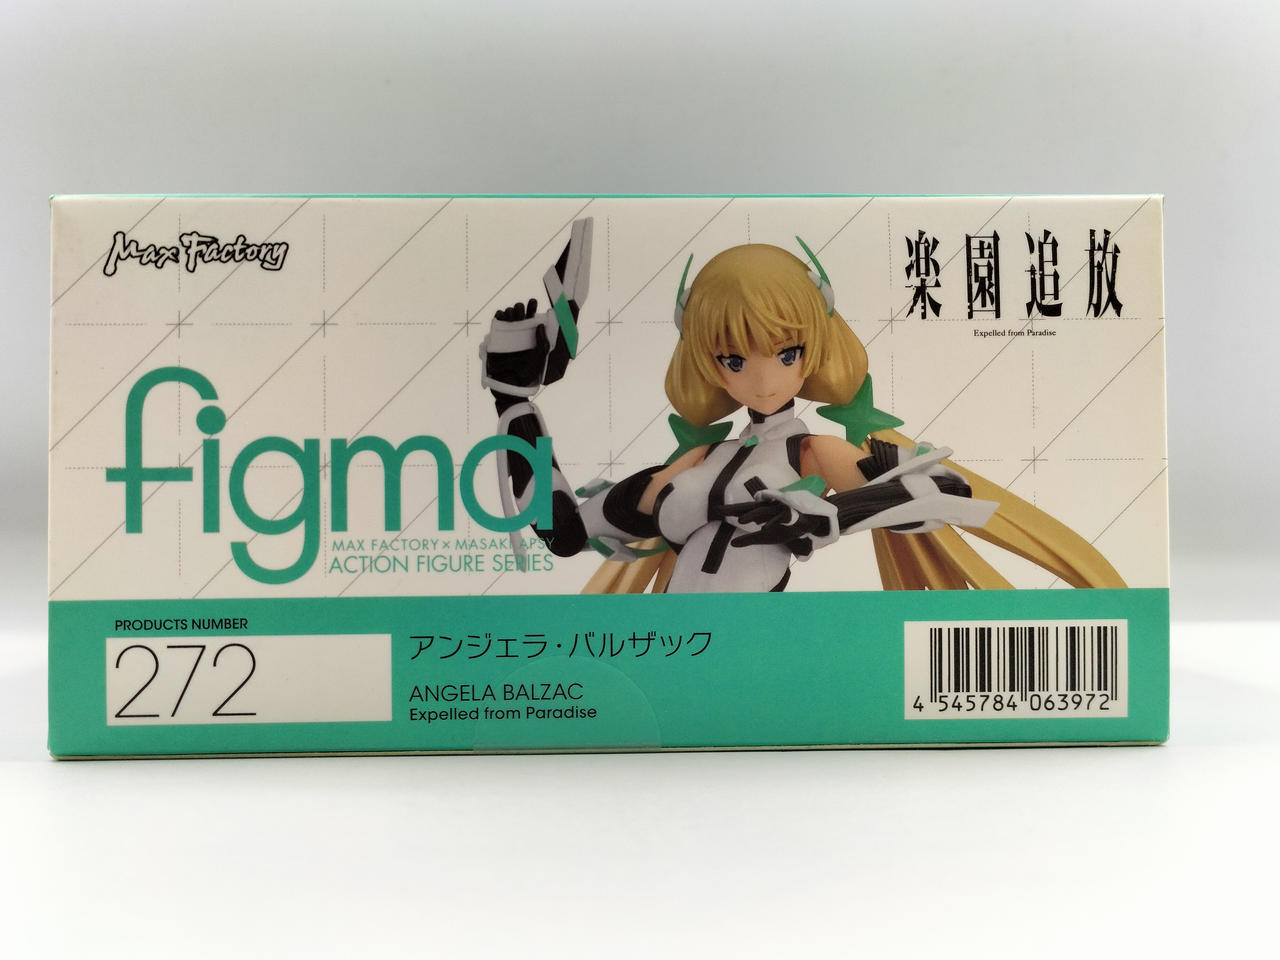 Max Factory
楽園追放
Expelled from Paradise
figma
MAX FACTORY × MASAKI APSY
ACTION FIGURE SERIES
PRODUCTS NUMBER
272
アンジェラ・バルザック
ANGELA BALZAC
Expelled from Paradise
4 545784 063972